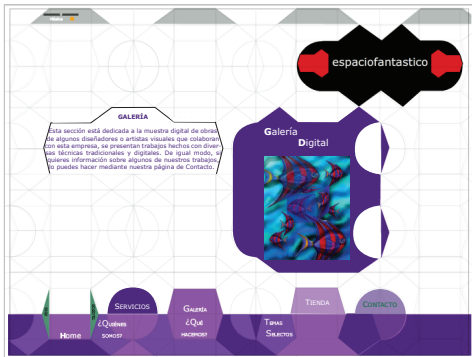 espaciofantastico
GALERÍA
Esta sección está dedicada a la muestra digital de obras
de algunos diseñadores o artistas visuales que colaboran
con esta empresa, se presentan trabajos hechos con diver-
sas técnicas tradicionales y digitales. De igual modo, si
quieres información sobre algunos de nuestros trabajos,
lo puedes hacer mediante nuestra página de Contacto.
Galería
Digital
Servicios
Galería
Tienda
Contacto
Home
¿Quiénes
somos?
¿Qué
hacemos?
Temas
Selectos